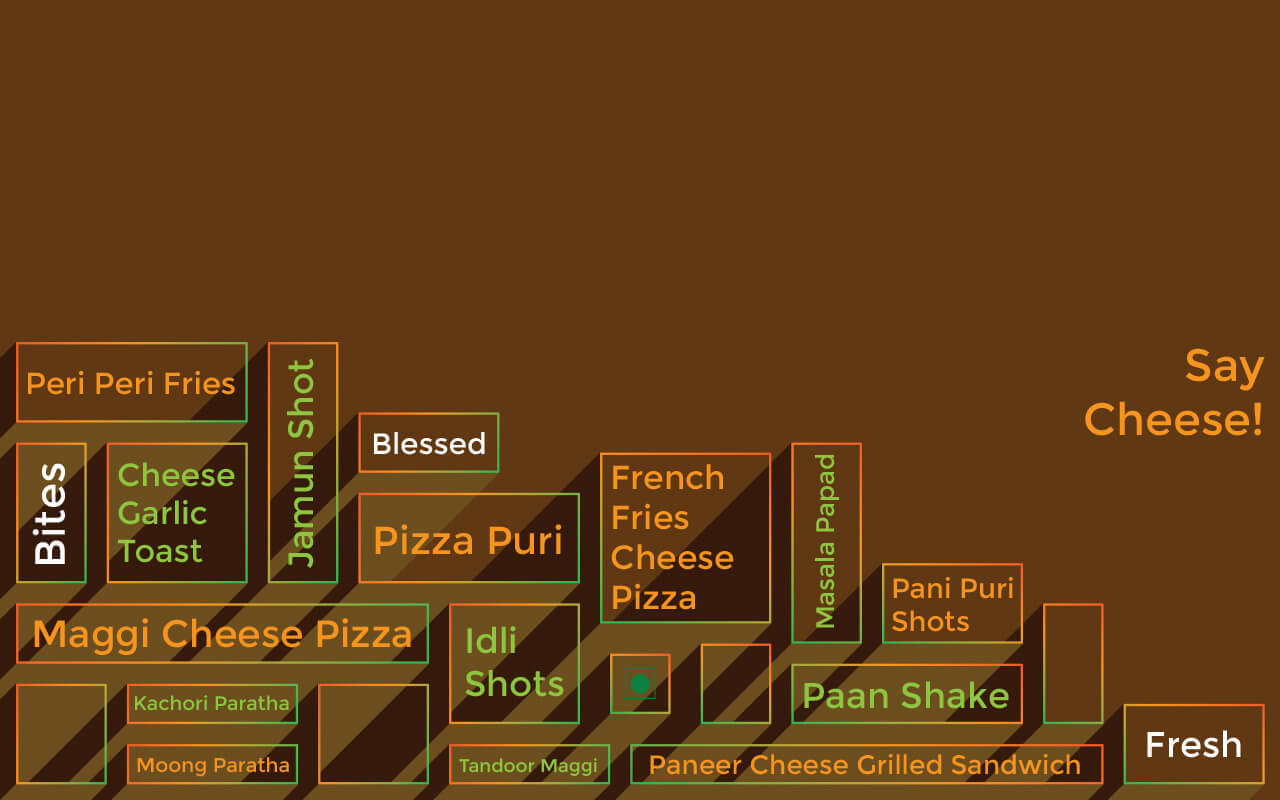 Say
Cheese!
Peri Peri Fries
Jamun Shot
Blessed
Bites
Cheese
Garlic
Toast
Pizza Puri
French
Fries
Cheese
Pizza
Masala Papad
Pani Puri
Shots
Maggi Cheese Pizza
Idli
Shots
Paan Shake
Kachori Paratha
Fresh
Moong Paratha
Tandoor Maggi
Paneer Cheese Grilled Sandwich